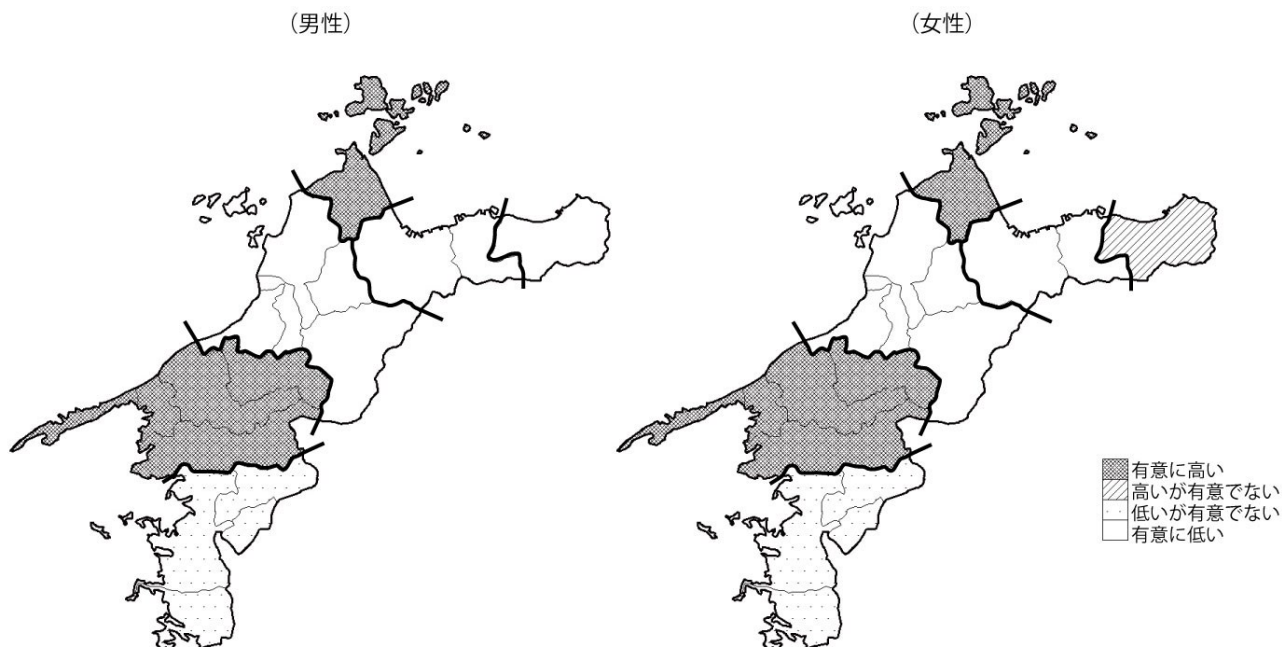 （男性）
（女性）
有意に高い
高いが有意でない
低いが有意でない
有意に低い